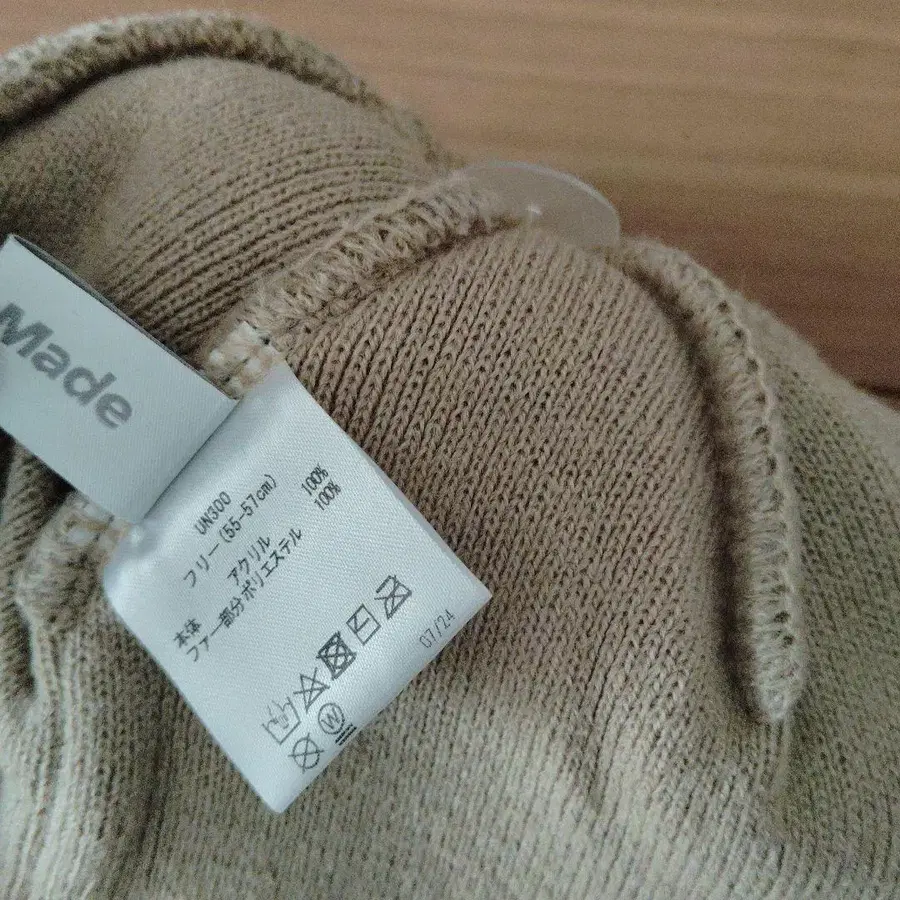 Made
UN300
フリー(55-57cm)
本体 アクリル 100%
ファー部分 ポリエステル 100%
W
07/24